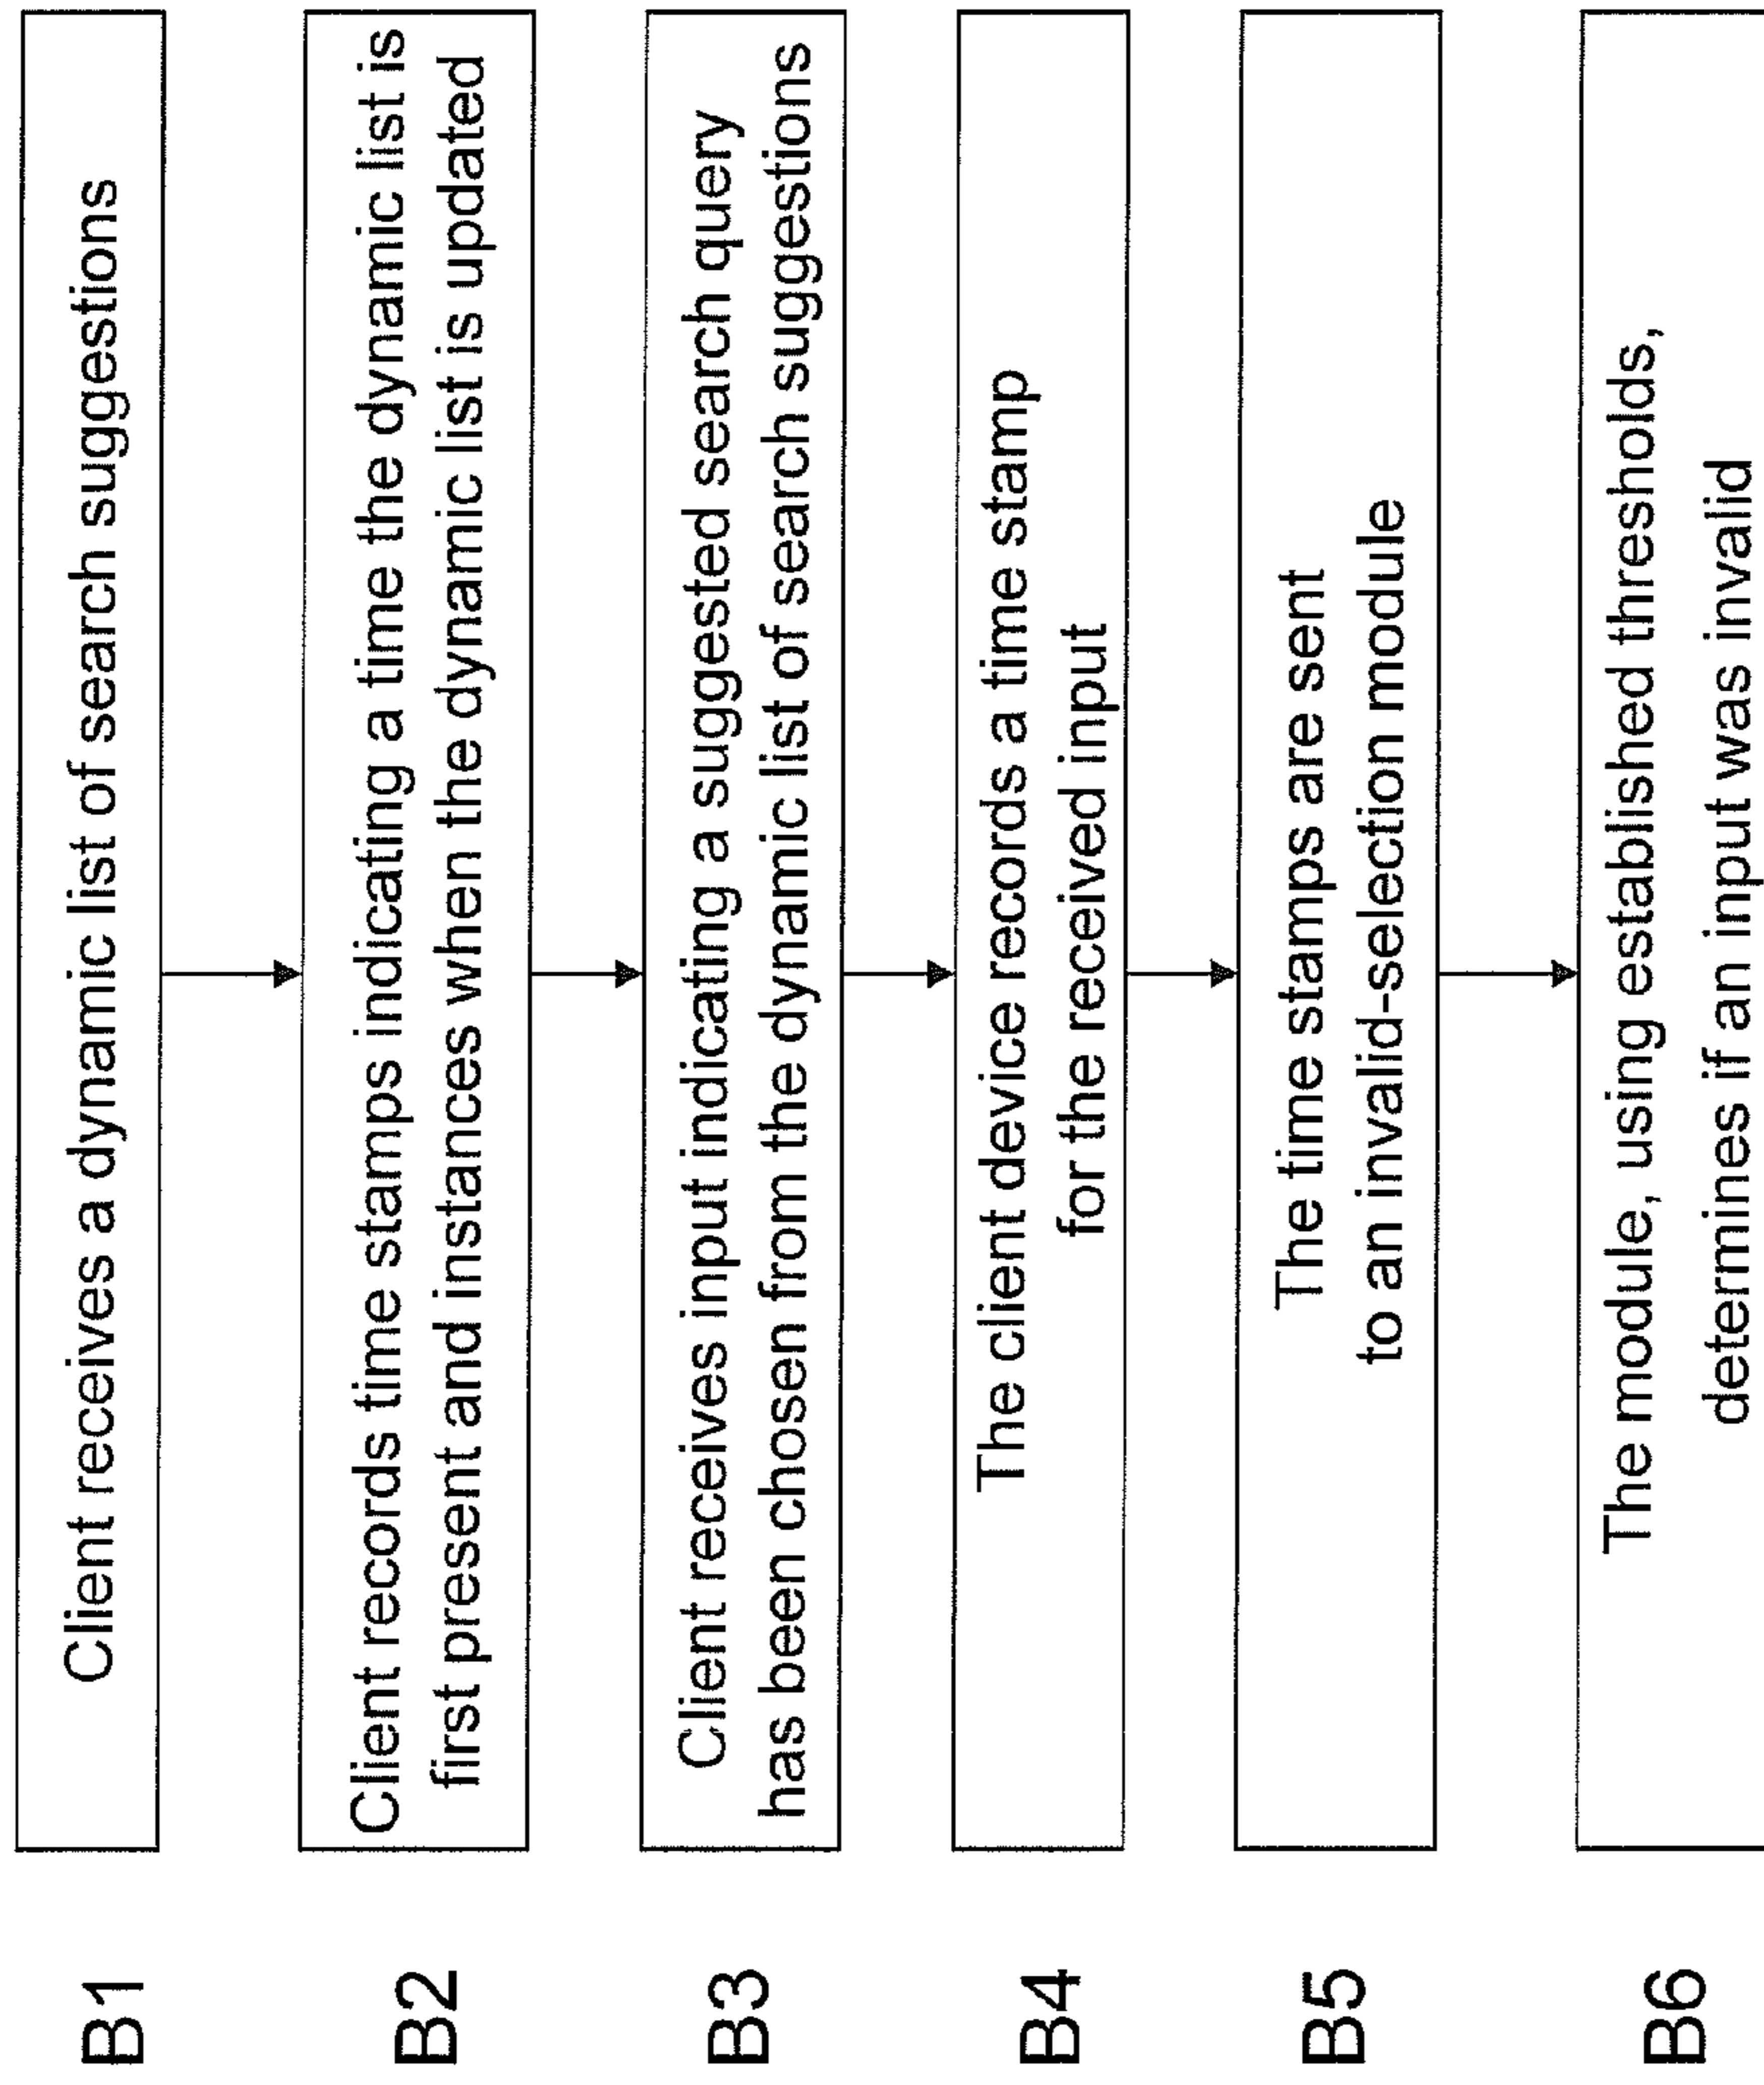 B1
Client receives a dynamic list of search suggestions
B2
Client records time stamps indicating a time the dynamic list is
first present and instances when the dynamic list is updated
B3
Client receives input indicating a suggested search query
has been chosen from the dynamic list of search suggestions
B4
The client device records a time stamp
for the received input
B5
The time stamps are sent
to an invalid-selection module
B6
The module, using established thresholds,
determines if an input was invalid